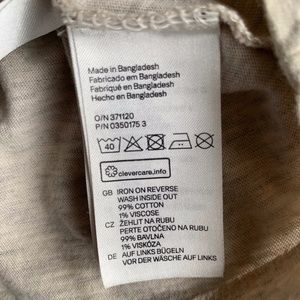 Made in Bangladesh
Fabricado em Bangladesh
Fabriqué en Bangladesh
Hecho en Bangladesh
O/N 371120
P/N 0350175 3
40
clevercare.info
GB IRON ON REVERSE
WASH INSIDE OUT
99% COTTON
1% VISCOSE
CZ ŽEHLIT NA RUBU
PERTE OTOČENÉ NA RUBU
99% BAVLNA
1% VISKÓZA
DE AUF LINKS BÜGELN
VOR DER WÄSCHE AUF LINKS